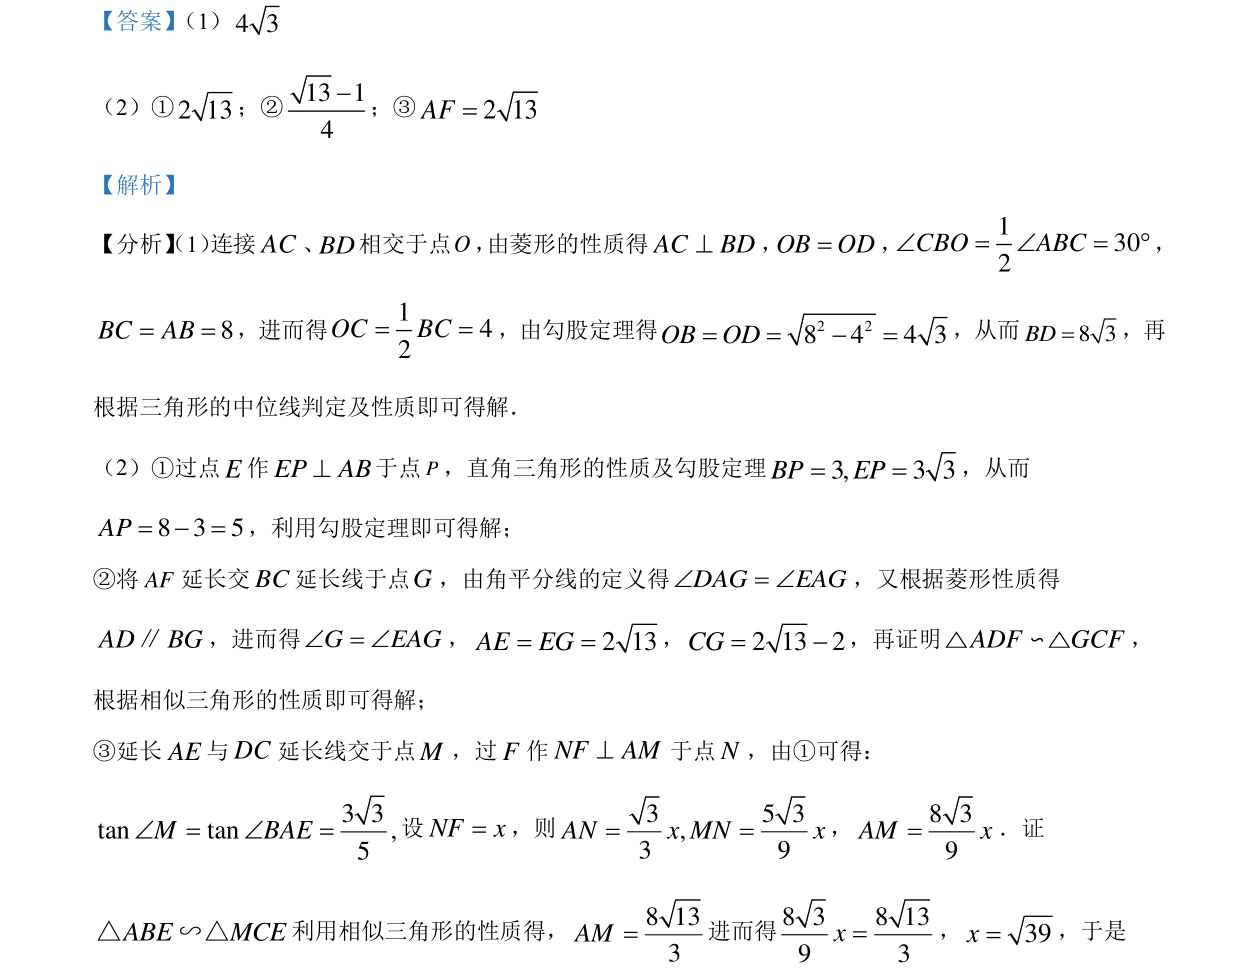 【答案】（1）4√3
（2）①2√13；②(√13−1)/4；③AF=2√13
【解析】
【分析】（1）连接AC、BD相交于点O，由菱形的性质得AC⊥BD，OB=OD，∠CBO=1/2∠ABC=30°，
BC=AB=8，进而得OC=1/2BC=4，由勾股定理得OB=OD=√(8²−4²)=4√3，从而BD=8√3，再
根据三角形的中位线判定及性质即可得解．
（2）①过点E作EP⊥AB于点P，直角三角形的性质及勾股定理BP=3,EP=3√3，从而
AP=8−3=5，利用勾股定理即可得解；
②将AF延长交BC延长线于点G，由角平分线的定义得∠DAG=∠EAG，又根据菱形性质得
AD∥BG，进而得∠G=∠EAG，AE=EG=2√13，CG=2√13−2，再证明△ADF∽△GCF，
根据相似三角形的性质即可得解；
③延长AE与DC延长线交于点M，过F作NF⊥AM于点N，由①可得：
tan∠M=tan∠BAE=3√3/5,设NF=x，则AN=√3/3x,MN=5√3/9x，AM=8√3/9x．证
△ABE∽△MCE利用相似三角形的性质得，AM=8√13/3进而得8√3/9x=8√13/3，x=√39，于是